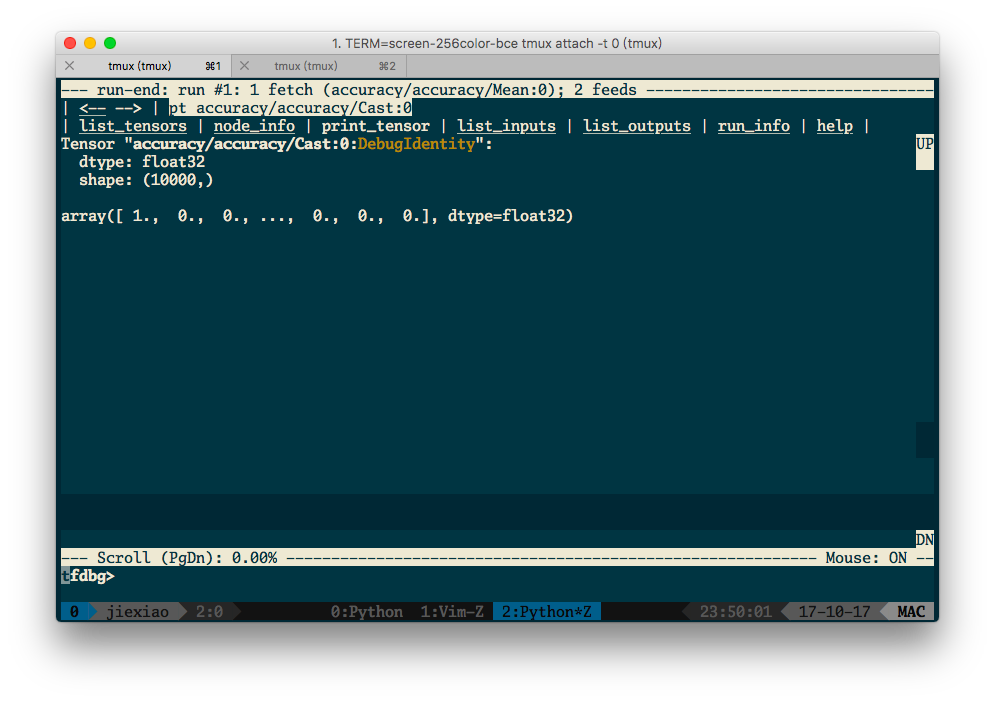 1. TERM=screen-256color-bce tmux attach -t 0 (tmux)
tmux (tmux) ⌘1 tmux (tmux) ⌘2
--- run-end: run #1: 1 fetch (accuracy/accuracy/Mean:0); 2 feeds --------------------------------
| <-- --> | pt accuracy/accuracy/Cast:0
| list_tensors | node_info | print_tensor | list_inputs | list_outputs | run_info | help |
Tensor "accuracy/accuracy/Cast:0:DebugIdentity": UP
  dtype: float32
  shape: (10000,)
array([ 1.,  0.,  0., ...,  0.,  0.,  0.], dtype=float32)
DN
--- Scroll (PgDn): 0.00% ----------------------------------------------------------- Mouse: ON --
tfdbg>
0 jiexiao 2:0 0:Python 1:Vim-Z 2:Python*Z 23:50:01 17-10-17 MAC